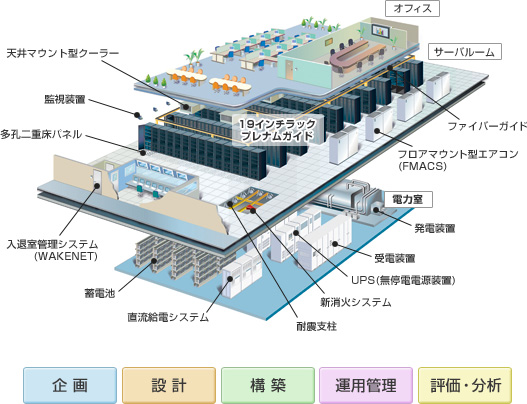 オフィス
天井マウント型クーラー
サーバルーム
監視装置
19インチラック
プレナムガイド
ファイバーガイド
多孔二重床パネル
フロアマウント型エアコン
(FMACS)
電力室
発電装置
入退室管理システム
(WAKENET)
受電装置
UPS(無停電電源装置)
蓄電池
新消火システム
直流給電システム
耐震支柱
企画
設計
構築
運用管理
評価・分析